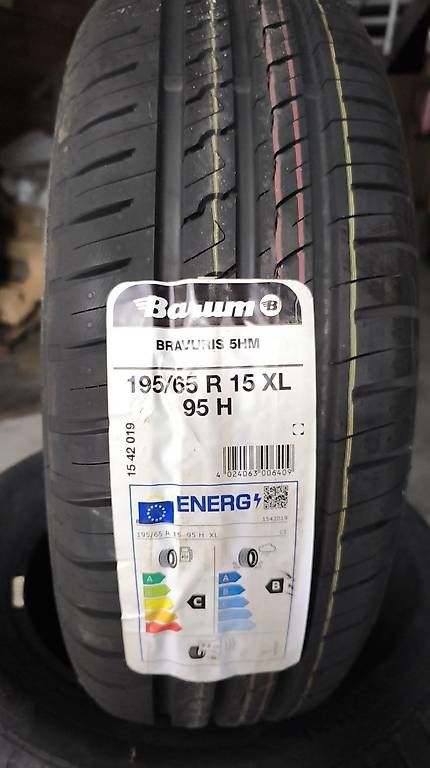 Barum B
BRAVURIS 5HM
195/65 R 15 XL
95 H
15 42 019
4 024063 006409
ENERG
1542019
195/65 R 15 95 H XL C1
A
C
A
B